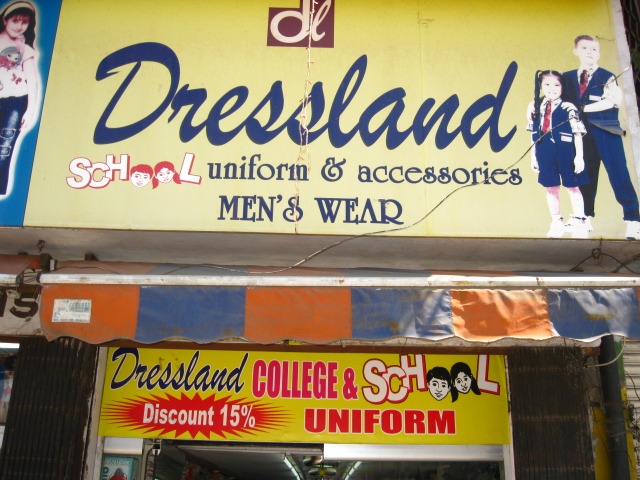 dl
Dressland
SCHOOL uniform & accessories
MEN'S WEAR
Dressland COLLEGE & SCHOOL
Discount 15% UNIFORM